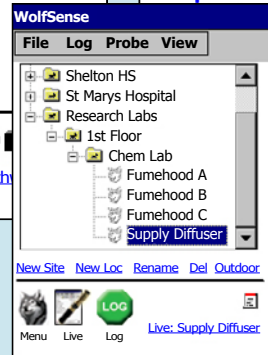 WolfSense
File Log Probe View
Shelton HS
St Marys Hospital
Research Labs
1st Floor
Chem Lab
Fumehood A
Fumehood B
Fumehood C
Supply Diffuser
New Site New Loc Rename Del Outdoor
LOG
Menu Live Log
Live: Supply Diffuser